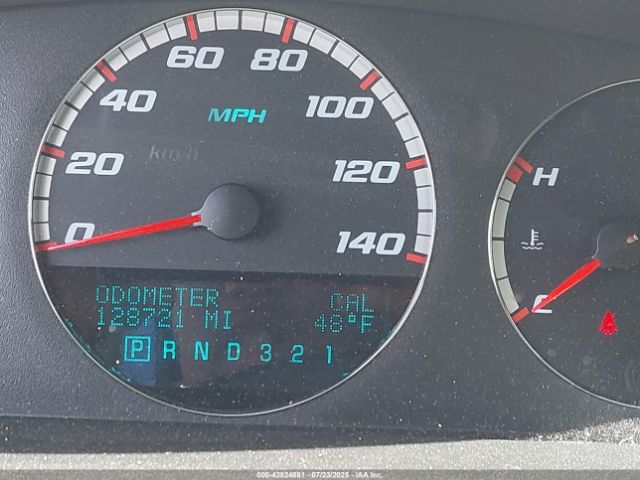 60 80
40 100
MPH
20 km/h 120
0 140
H
C
ODOMETER CAL
128721 MI 48°F
P R N D 3 2 1
000-42824881 - 07/23/2025 - IAA Inc.